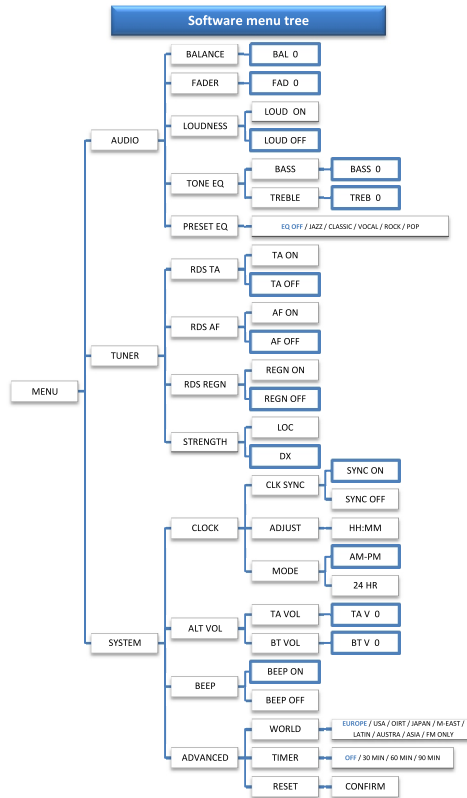 Software menu tree
BALANCE
BAL 0
FADER
FAD 0
LOUDNESS
LOUD ON
LOUD OFF
AUDIO
TONE EQ
BASS
BASS 0
TREBLE
TREB 0
PRESET EQ
EQ OFF / JAZZ / CLASSIC / VOCAL / ROCK / POP
RDS TA
TA ON
TA OFF
RDS AF
AF ON
AF OFF
TUNER
RDS REGN
REGN ON
REGN OFF
MENU
STRENGTH
LOC
DX
CLOCK
CLK SYNC
SYNC ON
SYNC OFF
ADJUST
HH:MM
MODE
AM-PM
24 HR
SYSTEM
ALT VOL
TA VOL
TA V 0
BT VOL
BT V 0
BEEP
BEEP ON
BEEP OFF
ADVANCED
WORLD
EUROPE / USA / OIRT / JAPAN / M-EAST /
LATIN / AUSTRA / ASIA / FM ONLY
TIMER
OFF / 30 MIN / 60 MIN / 90 MIN
RESET
CONFIRM